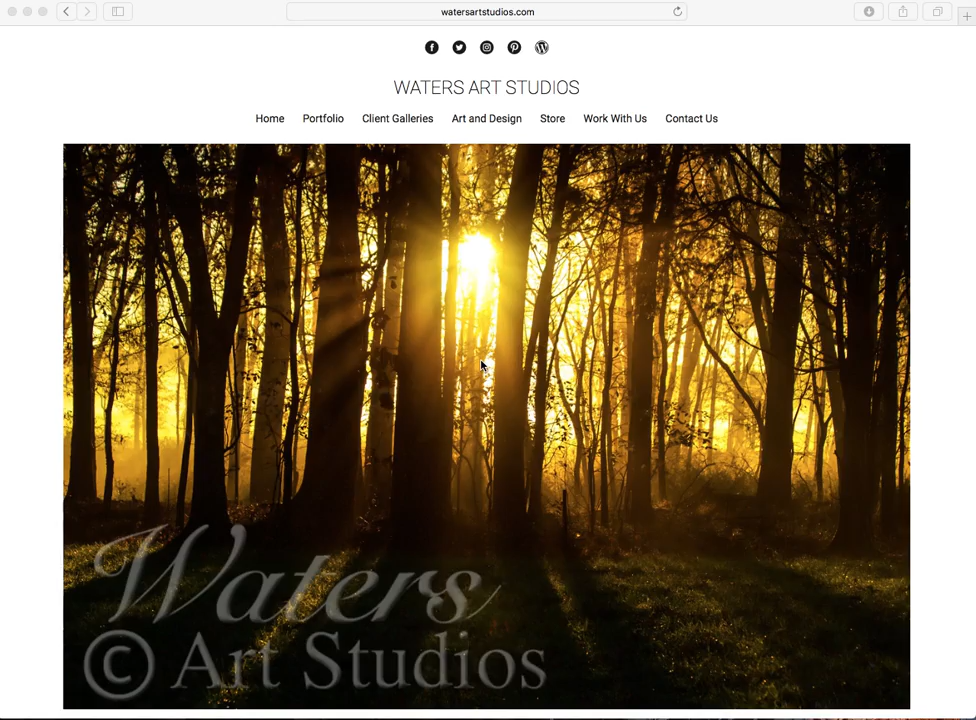 watersartstudios.com
WATERS ART STUDIOS
Home Portfolio Client Galleries Art and Design Store Work With Us Contact Us
Waters
© Art Studios